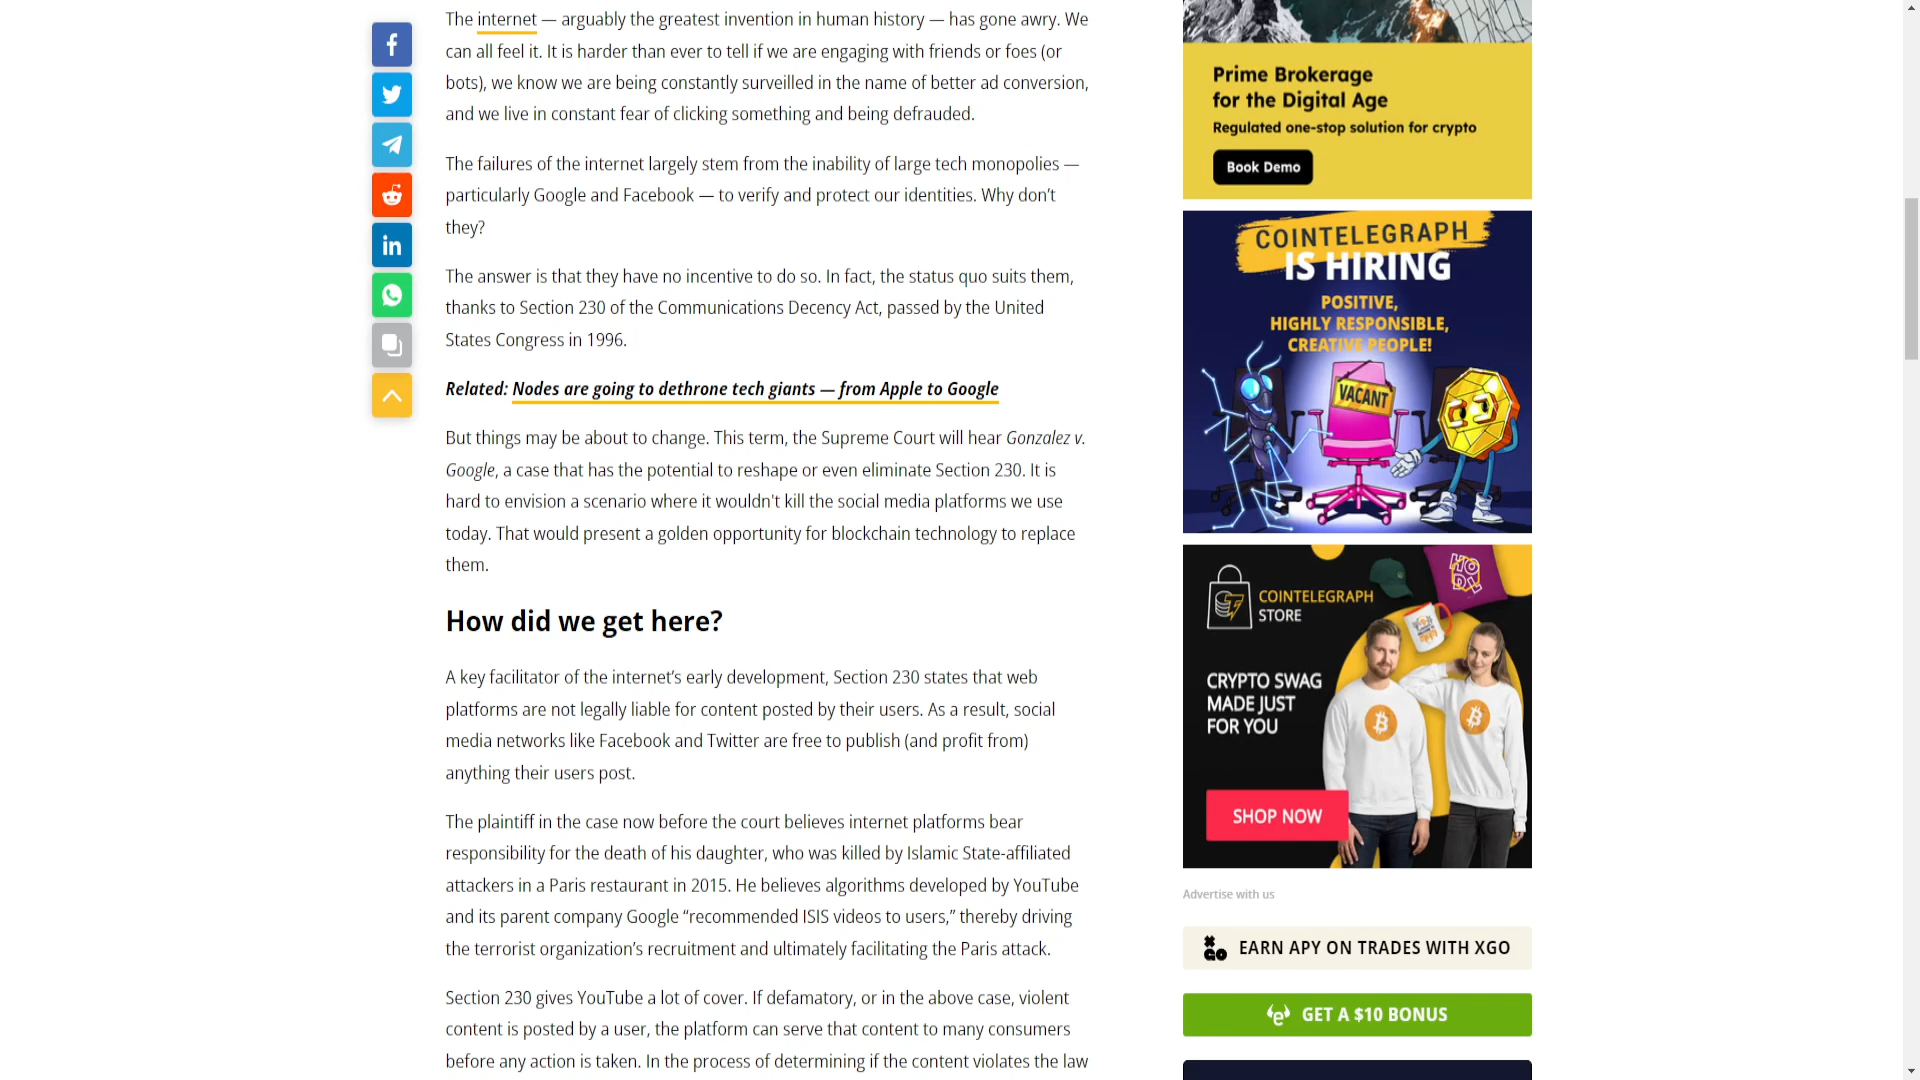 The internet — arguably the greatest invention in human history — has gone awry. We
can all feel it. It is harder than ever to tell if we are engaging with friends or foes (or
bots), we know we are being constantly surveilled in the name of better ad conversion,
and we live in constant fear of clicking something and being defrauded.
The failures of the internet largely stem from the inability of large tech monopolies —
particularly Google and Facebook — to verify and protect our identities. Why don’t
they?
The answer is that they have no incentive to do so. In fact, the status quo suits them,
thanks to Section 230 of the Communications Decency Act, passed by the United
States Congress in 1996.
Related: Nodes are going to dethrone tech giants — from Apple to Google
But things may be about to change. This term, the Supreme Court will hear Gonzalez v.
Google, a case that has the potential to reshape or even eliminate Section 230. It is
hard to envision a scenario where it wouldn't kill the social media platforms we use
today. That would present a golden opportunity for blockchain technology to replace
them.
How did we get here?
A key facilitator of the internet’s early development, Section 230 states that web
platforms are not legally liable for content posted by their users. As a result, social
media networks like Facebook and Twitter are free to publish (and profit from)
anything their users post.
The plaintiff in the case now before the court believes internet platforms bear
responsibility for the death of his daughter, who was killed by Islamic State-affiliated
attackers in a Paris restaurant in 2015. He believes algorithms developed by YouTube
and its parent company Google “recommended ISIS videos to users,” thereby driving
the terrorist organization’s recruitment and ultimately facilitating the Paris attack.
Section 230 gives YouTube a lot of cover. If defamatory, or in the above case, violent
content is posted by a user, the platform can serve that content to many consumers
before any action is taken. In the process of determining if the content violates the law
Prime Brokerage
for the Digital Age
Regulated one-stop solution for crypto
Book Demo
COINTELEGRAPH
IS HIRING
POSITIVE,
HIGHLY RESPONSIBLE,
CREATIVE PEOPLE!
VACANT
HO
DL
COINTELEGRAPH
STORE
CRYPTO SWAG
MADE JUST
FOR YOU
SHOP NOW
Advertise with us
XGO
EARN APY ON TRADES WITH XGO
GET A $10 BONUS